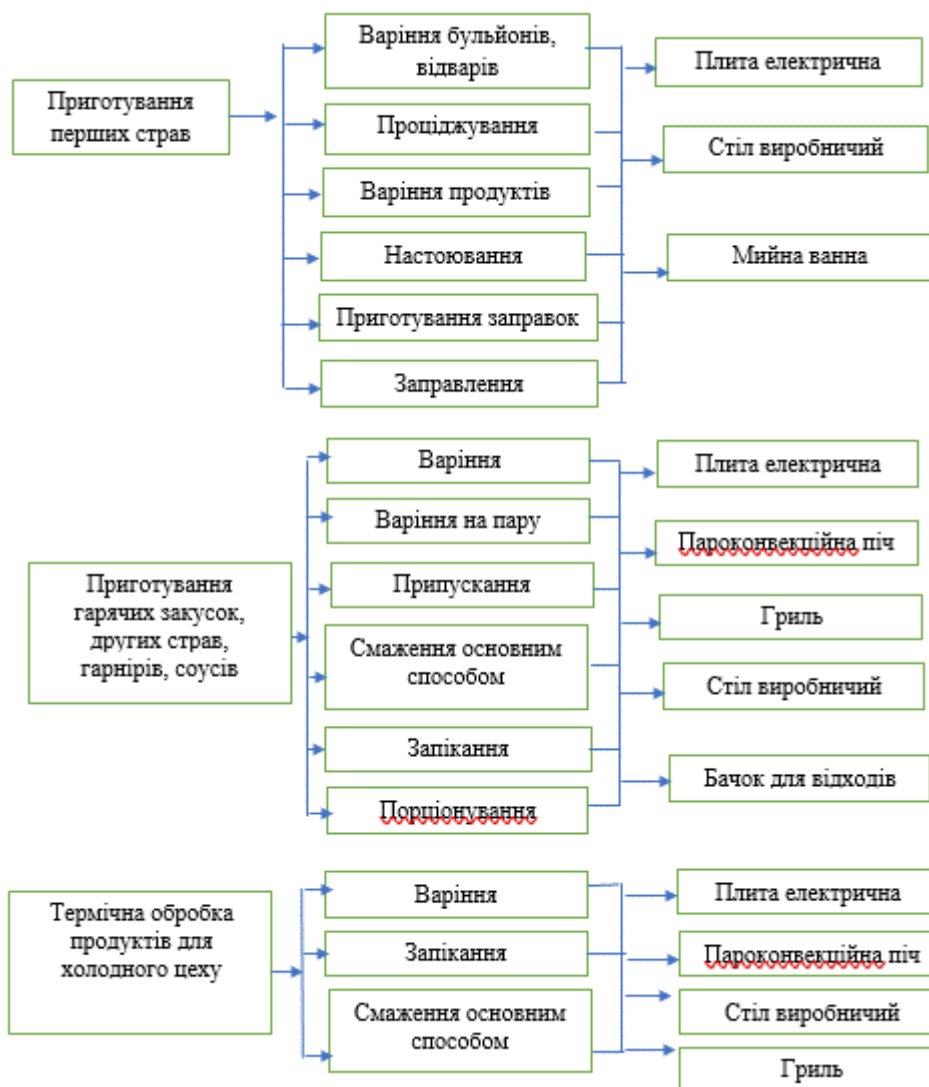 Приготування
перших страв
Варіння бульйонів,
відварів
Проціджування
Варіння продуктів
Настоювання
Приготування заправок
Заправлення
Плита електрична
Стіл виробничий
Мийна ванна
Приготування
гарячих закусок,
других страв,
гарнірів, соусів
Варіння
Варіння на пару
Припускання
Смаження основним
способом
Запікання
Порціонування
Плита електрична
Пароконвекційна піч
Гриль
Стіл виробничий
Бачок для відходів
Термічна обробка
продуктів для
холодного цеху
Варіння
Запікання
Смаження основним
способом
Плита електрична
Пароконвекційна піч
Стіл виробничий
Гриль